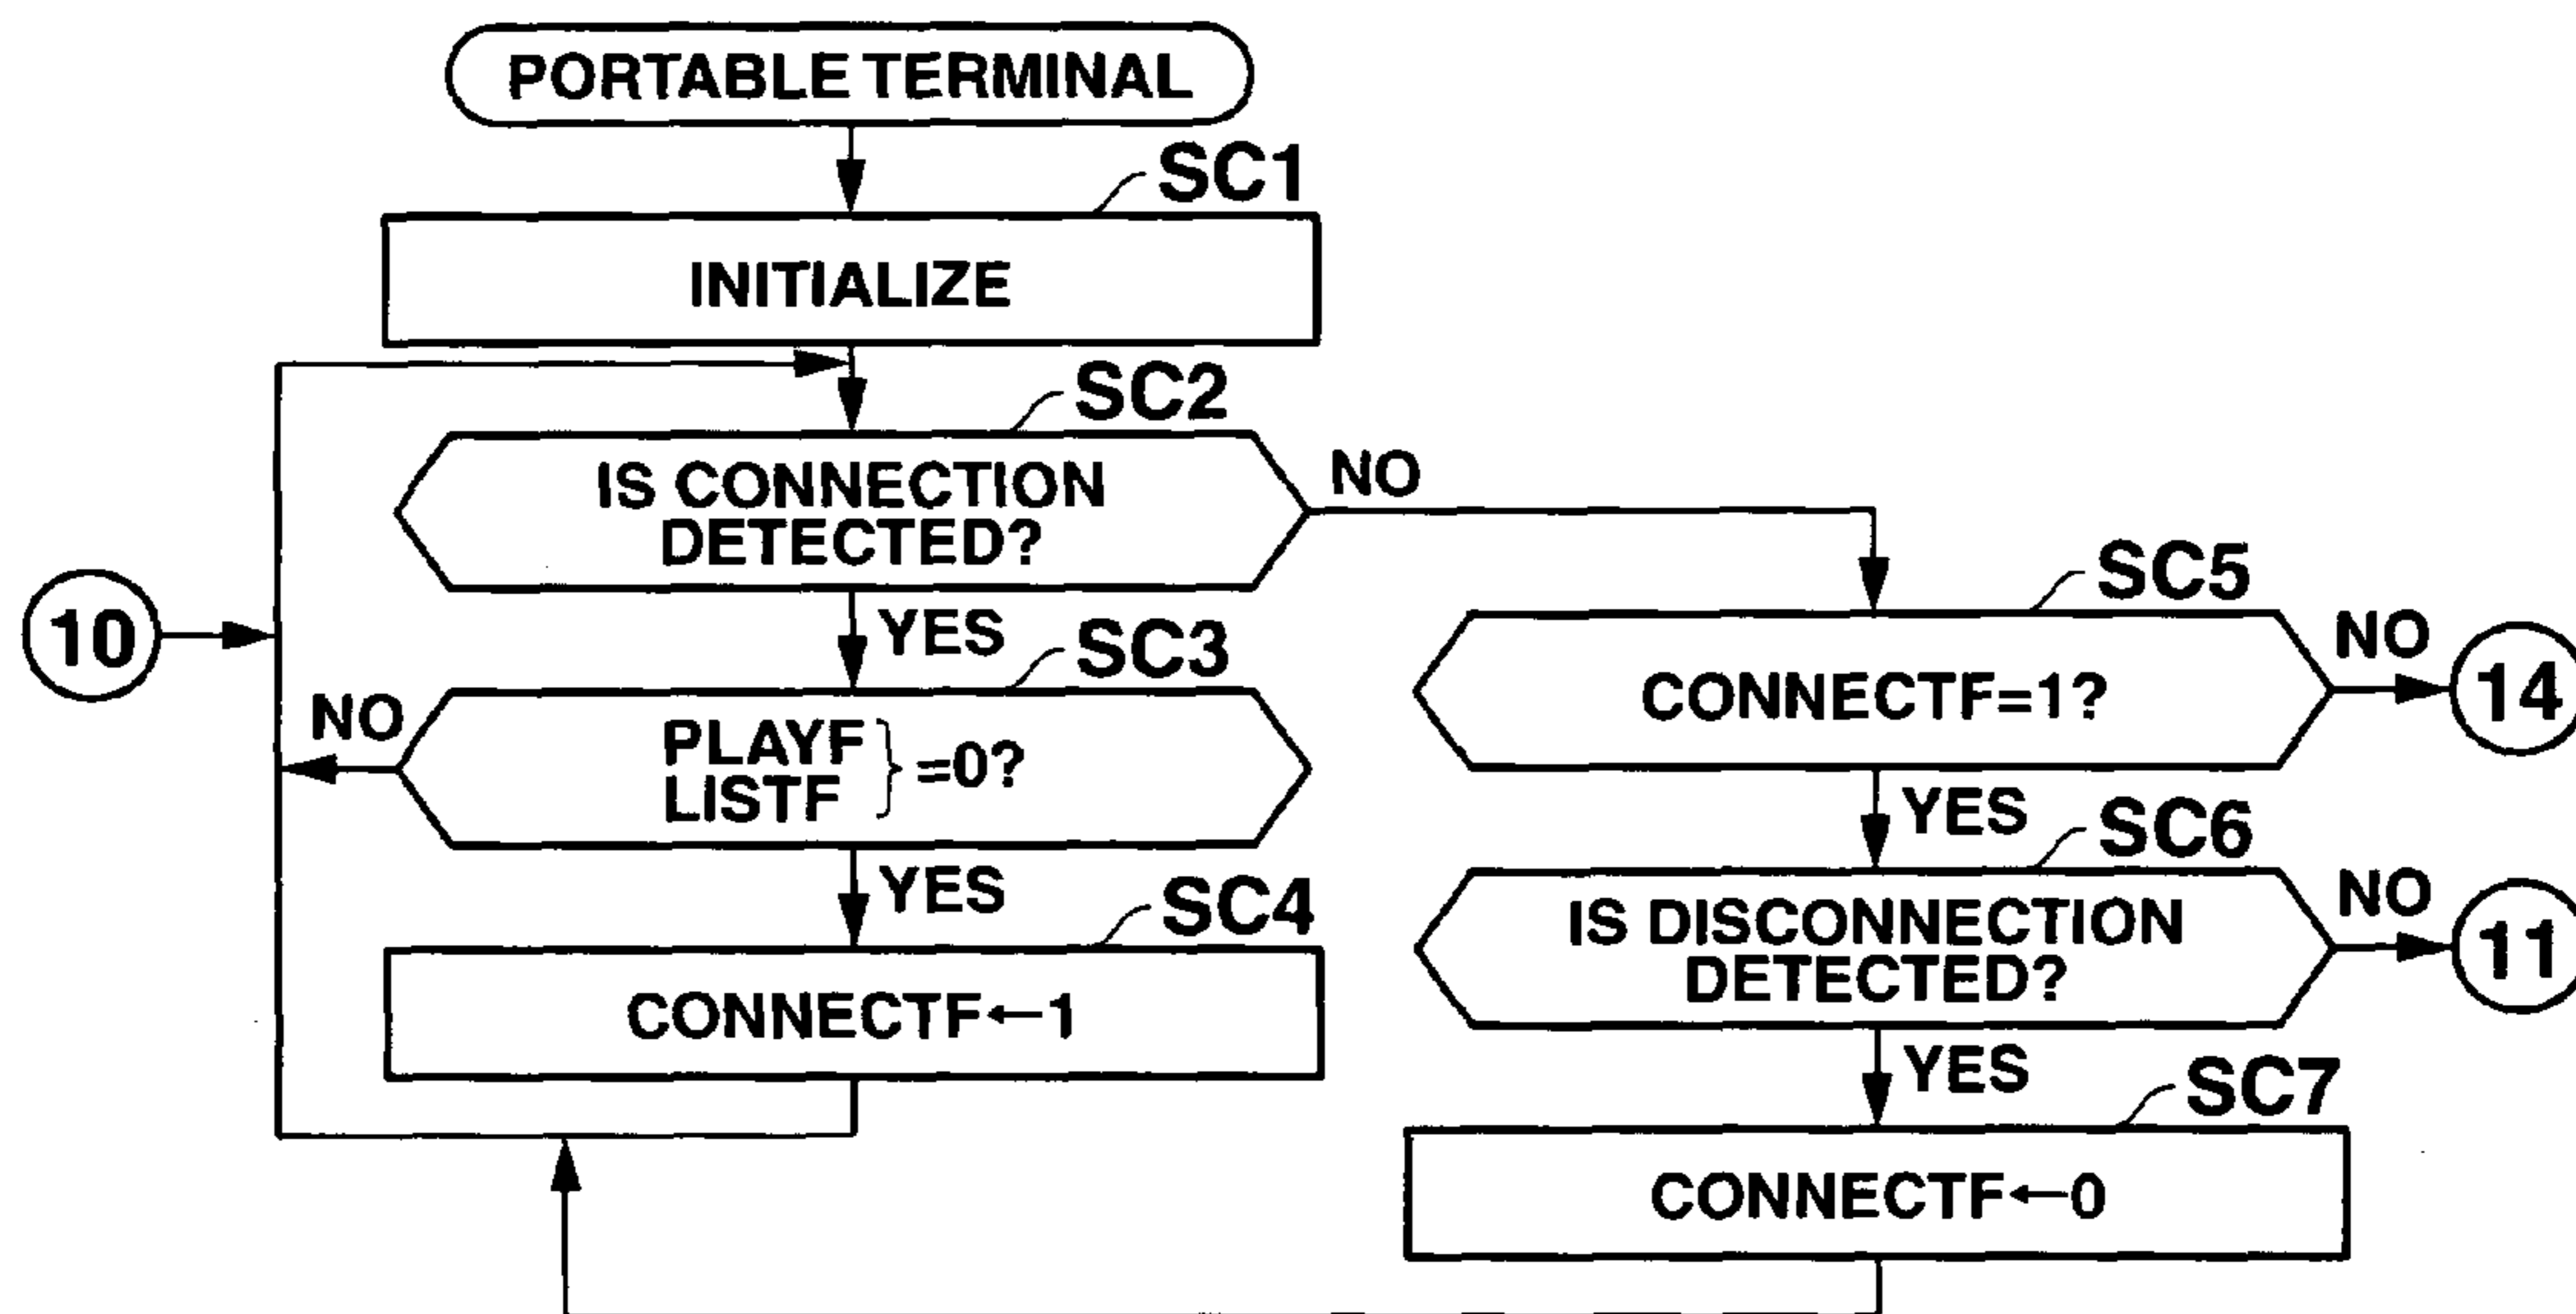 PORTABLE TERMINAL
SC1
INITIALIZE
SC2
IS CONNECTION
DETECTED?
NO
YES
10
SC3
NO
PLAYF
LISTF
=0?
YES
SC4
CONNECTF←1
SC5
CONNECTF=1?
NO
14
YES
SC6
IS DISCONNECTION
DETECTED?
NO
11
YES
SC7
CONNECTF←0